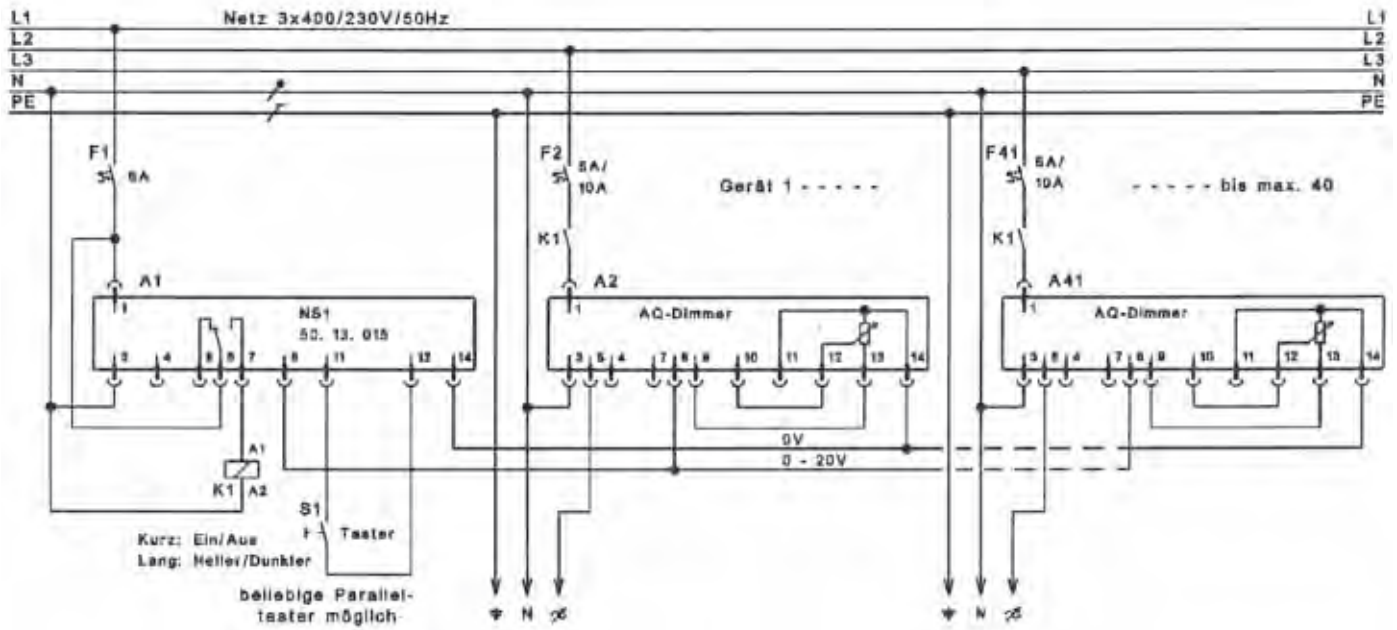 L1 Netz 3x400/230V/50Hz L1
L2 L2
L3 L3
N N
PE PE
F1 6A
F2 6A/
10A
Gerät 1 - - - - -
F41 6A/
10A
- - - - - bis max. 40
K1 K1
A1 A2 A41
1 NS1
50. 13. 015
3 4 5 6 7 8 11 13 14
1 AQ-Dimmer
3 5 4 7 8 9 10 11 12 13 14
1 AQ-Dimmer
3 5 4 7 8 9 10 11 12 13 14
0V
0 - 20V
A1
K1 A2
S1
Taster
Kurz: Ein/Aus
Lang: Heller/Dunkler
beliebige Parallel-
taster möglich
N N